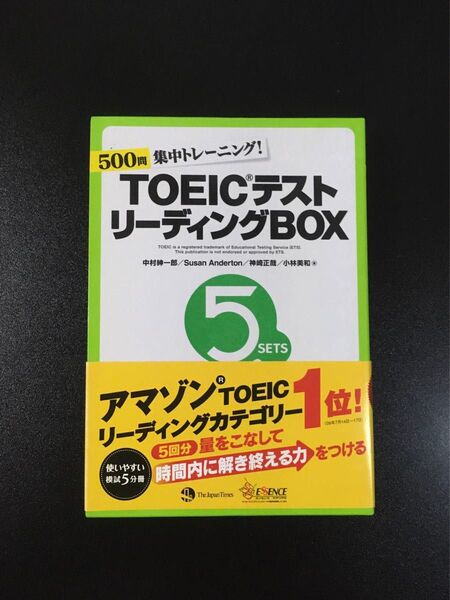 500問 集中トレーニング!
TOEIC®テスト
リーディングBOX
TOEIC is a registered trademark of Educational Testing Service (ETS).
This publication is not endorsed or approved by ETS.
中村紳一郎/Susan Anderton/神崎正哉/小林美和●著
5 SETS
アマゾン® TOEIC
リーディングカテゴリー 1位!
5回分 量をこなして
時間内に解き終える力 をつける
使いやすい
模試5分冊
The Japan Times
ESSENCE